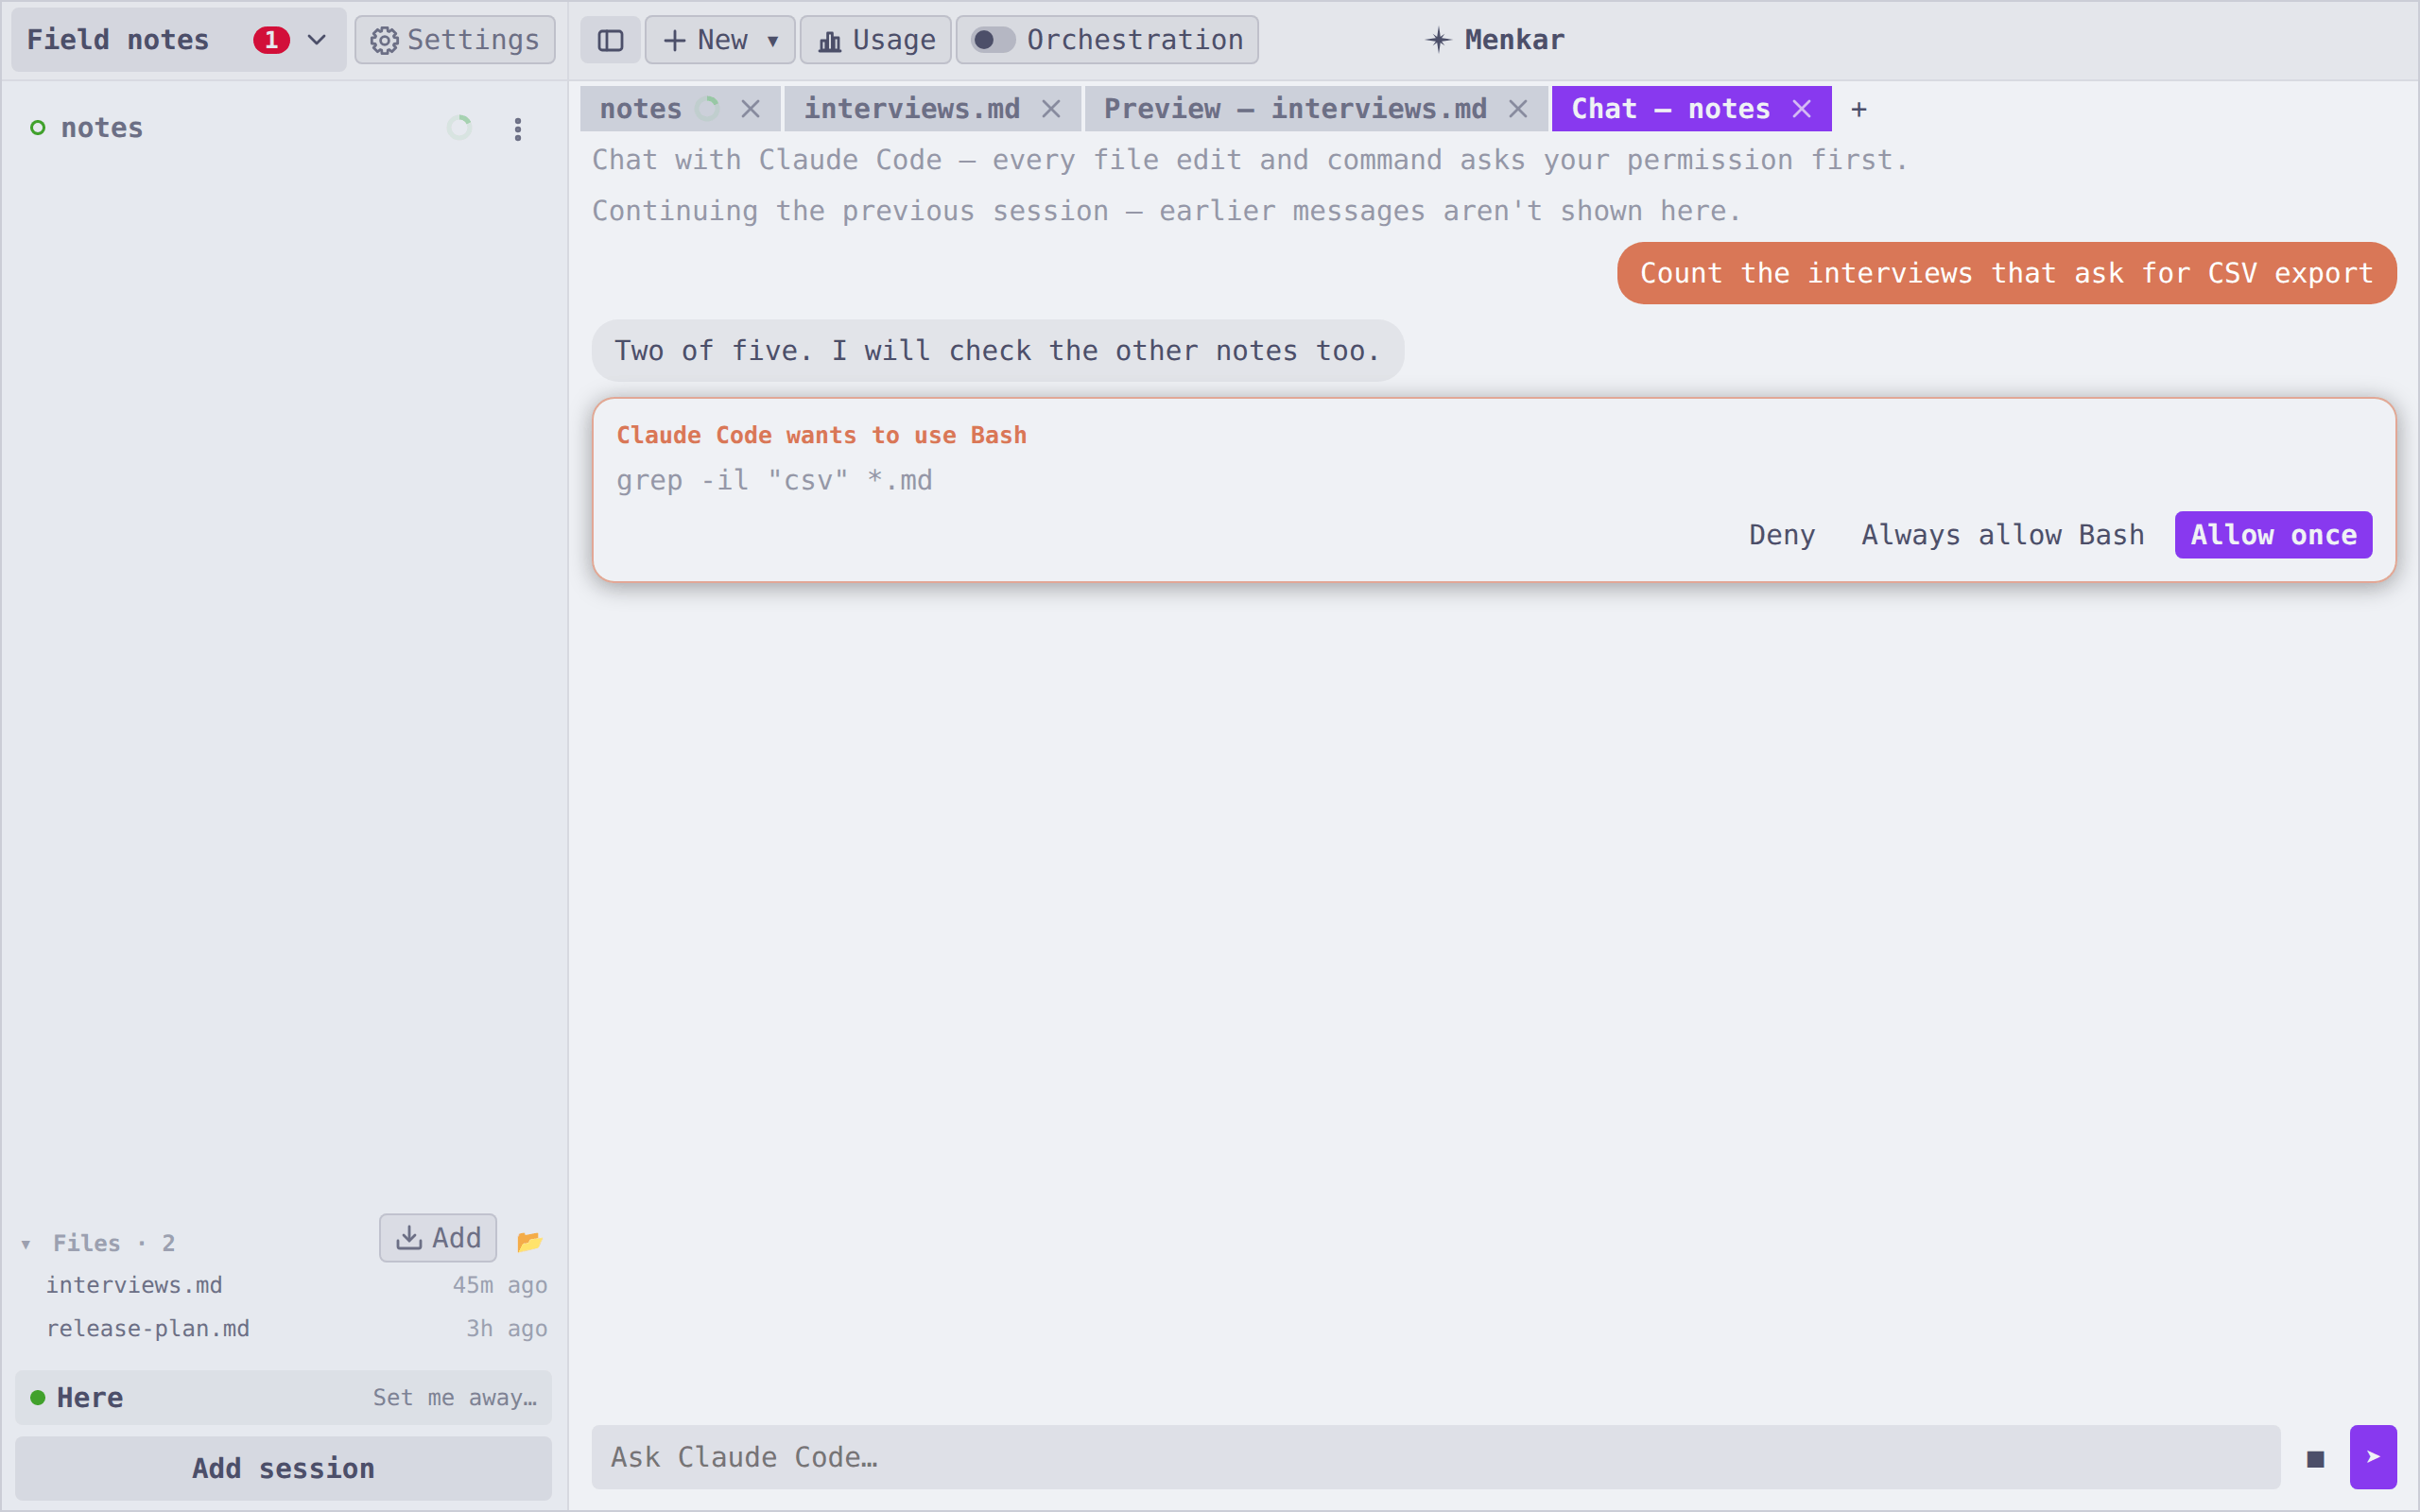 Field notes 1 Settings New ▾ Usage Orchestration Menkar
notes
notes interviews.md Preview — interviews.md Chat — notes +
Chat with Claude Code — every file edit and command asks your permission first.
Continuing the previous session — earlier messages aren't shown here.
Count the interviews that ask for CSV export
Two of five. I will check the other notes too.
Claude Code wants to use Bash
grep -il "csv" *.md
Deny Always allow Bash Allow once
Files · 2 Add
interviews.md 45m ago
release-plan.md 3h ago
Here Set me away…
Add session
Ask Claude Code…